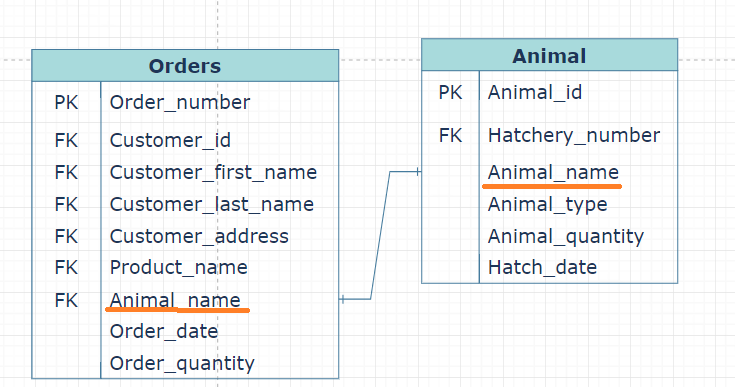 Orders
PK Order_number
FK Customer_id
FK Customer_first_name
FK Customer_last_name
FK Customer_address
FK Product_name
FK Animal_name
Order_date
Order_quantity
Animal
PK Animal_id
FK Hatchery_number
Animal_name
Animal_type
Animal_quantity
Hatch_date